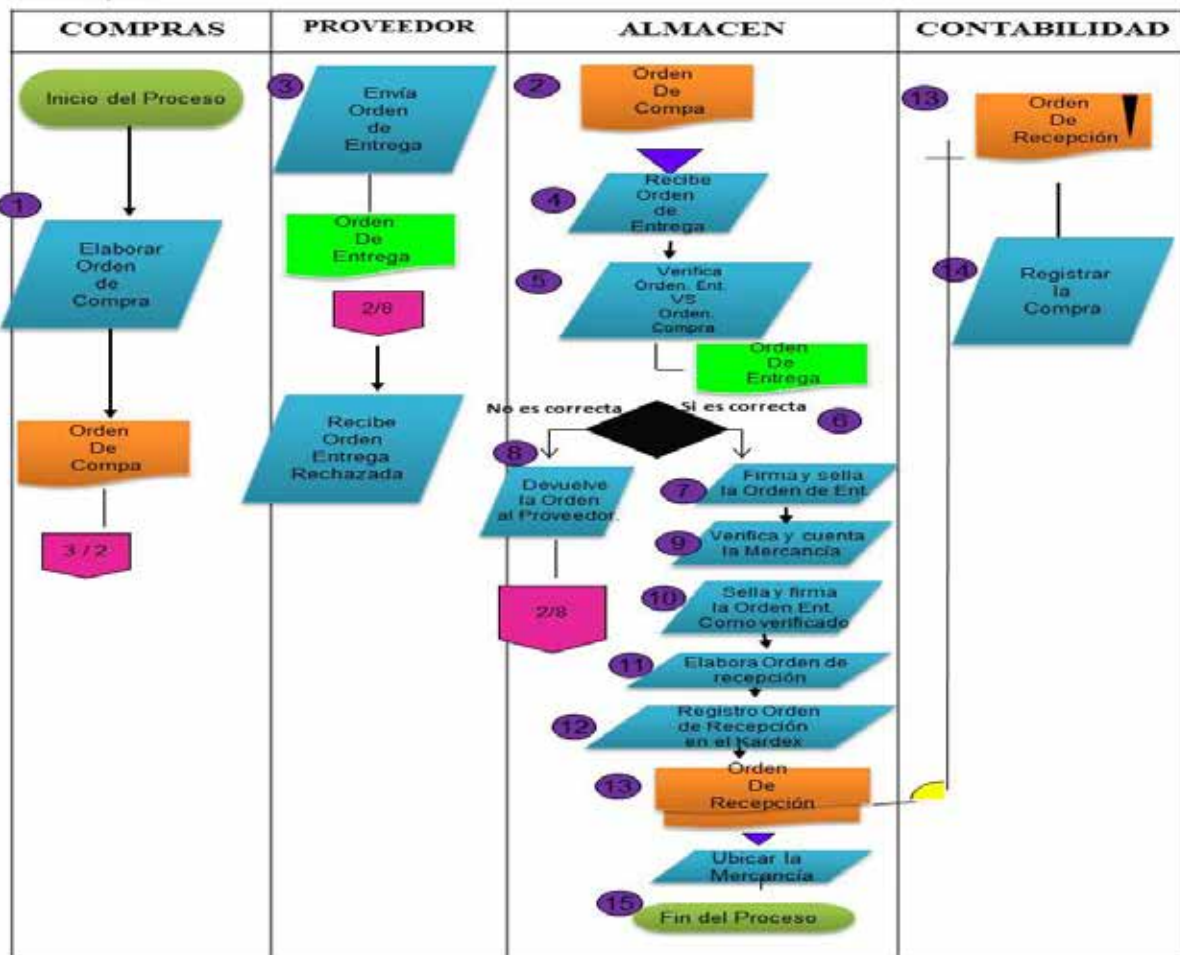 COMPRAS
PROVEEDOR
ALMACEN
CONTABILIDAD
Inicio del Proceso
1
Elaborar
Orden
de
Compra
Orden
De
Compa
3 / 2
3
Envía
Orden
de
Entrega
Orden
De
Entrega
2/8
Recibe
Orden
Entrega
Rechazada
2
Orden
De
Compa
4
Recibe
Orden
de
Entrega
5
Verifica
Orden. Ent.
VS
Orden.
Compra
Orden
De
Entrega
No es correcta
Si es correcta
6
8
Devuelve
la Orden
al Proveedor.
2/8
7
Firma y sella
la Orden de Ent.
9
Verifica y cuenta
la Mercancía
10
Sella y firma
la Orden Ent.
Como verificado
11
Elabora Orden de
recepción
12
Registro Orden
de Recepción
en el Kardex
13
Orden
De
Recepción
Ubicar la
Mercancía
15
Fin del Proceso
13
Orden
De
Recepción
14
Registrar
la
Compra